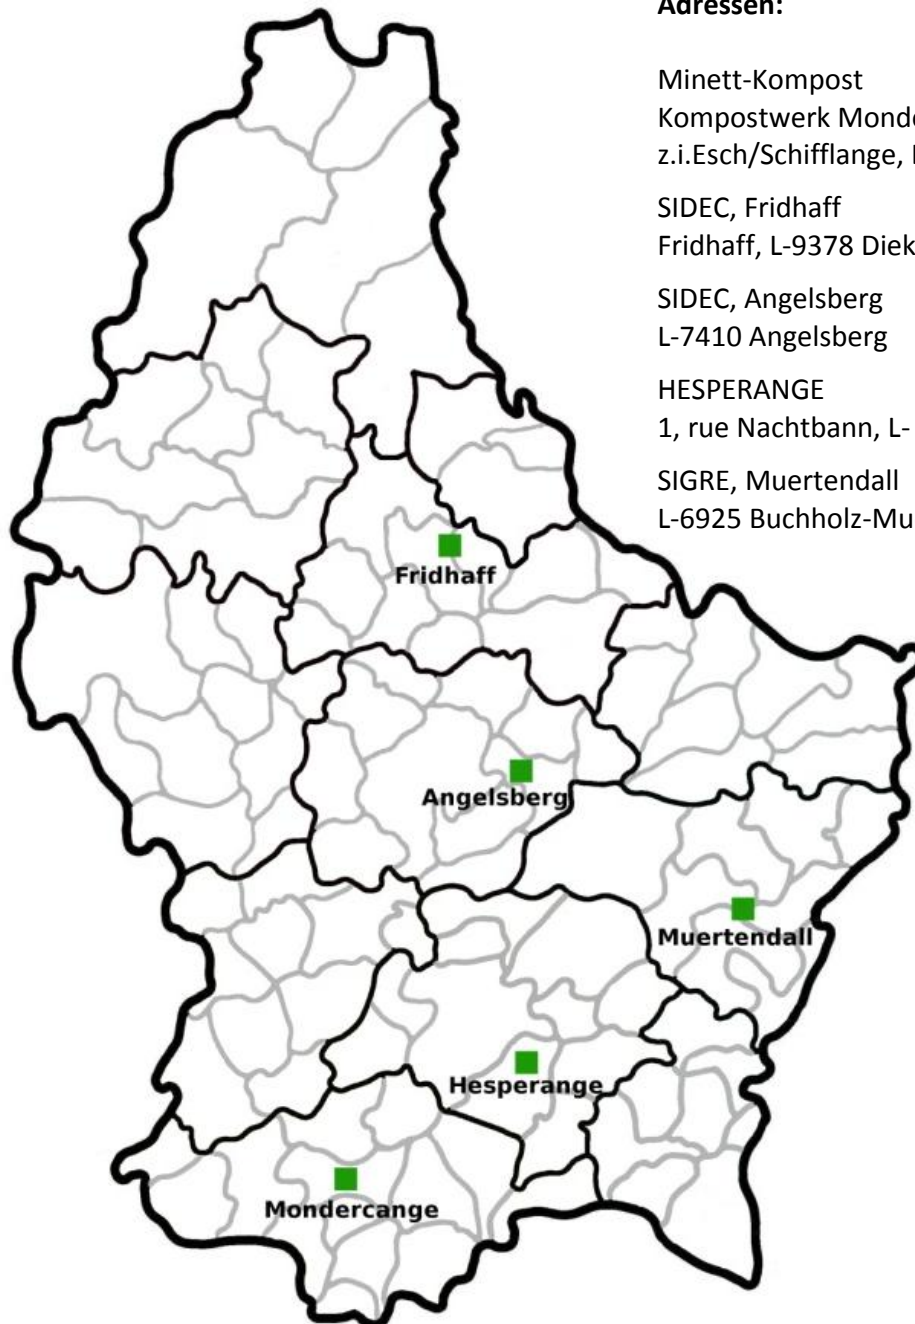 Adressen:
Minett-Kompost
Kompostwerk Monde
z.i.Esch/Schifflange,
SIDEC, Fridhaff
Fridhaff, L-9378 Diek
SIDEC, Angelsberg
L-7410 Angelsberg
HESPERANGE
1, rue Nachtbann, L-
SIGRE, Muertendall
L-6925 Buchholz-Mu
Fridhaff
Angelsberg
Muertendall
Hesperange
Mondercange